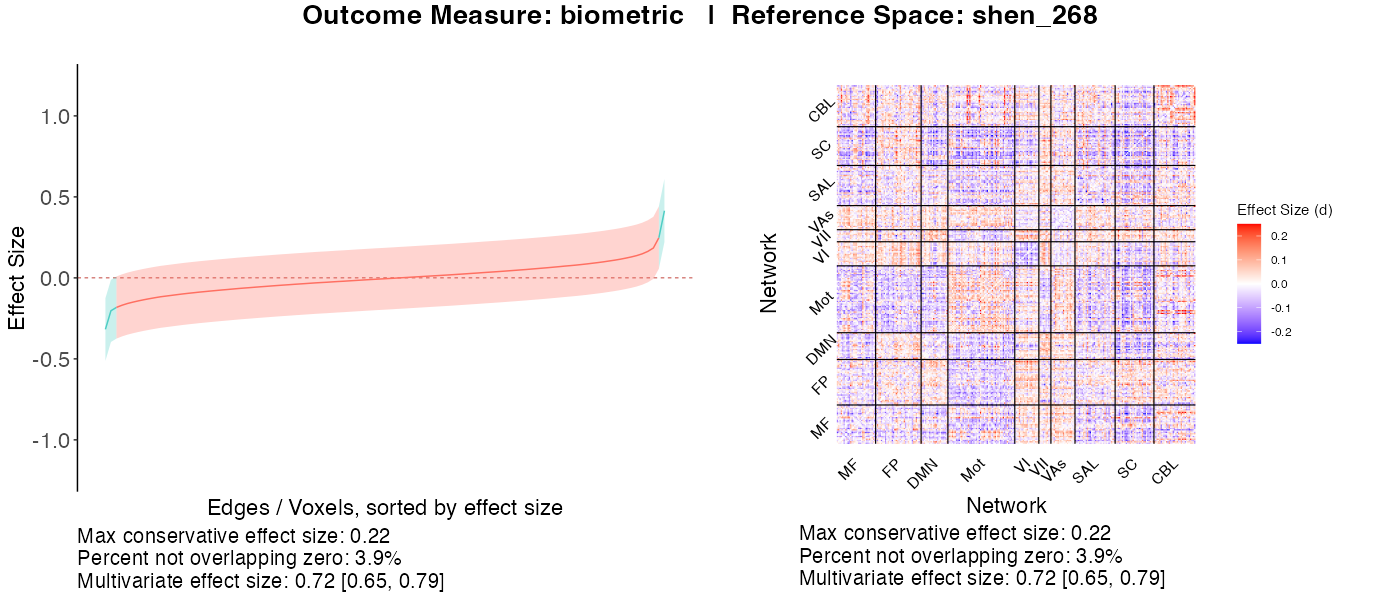 Outcome Measure: biometric | Reference Space: shen_268
Effect Size
1.0
0.5
0.0
-0.5
-1.0
Edges / Voxels, sorted by effect size
Max conservative effect size: 0.22
Percent not overlapping zero: 3.9%
Multivariate effect size: 0.72 [0.65, 0.79]
Network
CBL
SC
SAL
VAs
VII
VI
Mot
DMN
FP
MF
MF
FP
DMN
Mot
VI
VII
VAs
SAL
SC
CBL
Network
Max conservative effect size: 0.22
Percent not overlapping zero: 3.9%
Multivariate effect size: 0.72 [0.65, 0.79]
Effect Size (d)
0.2
0.1
0.0
-0.1
-0.2